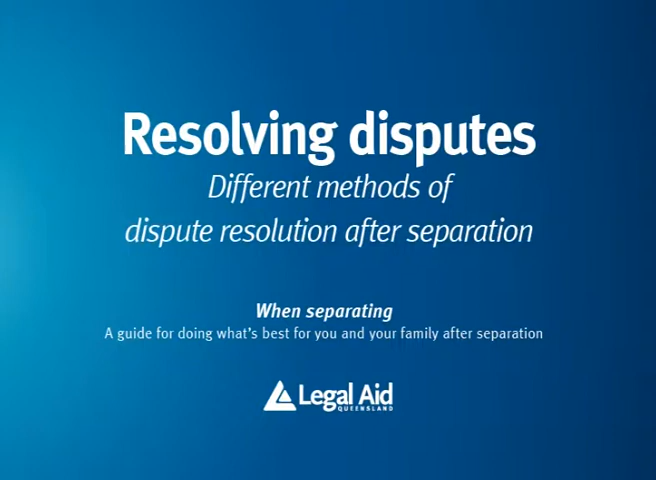 Resolving disputes
Different methods of
dispute resolution after separation
When separating
A guide for doing what's best for you and your family after separation
Legal Aid
QUEENSLAND